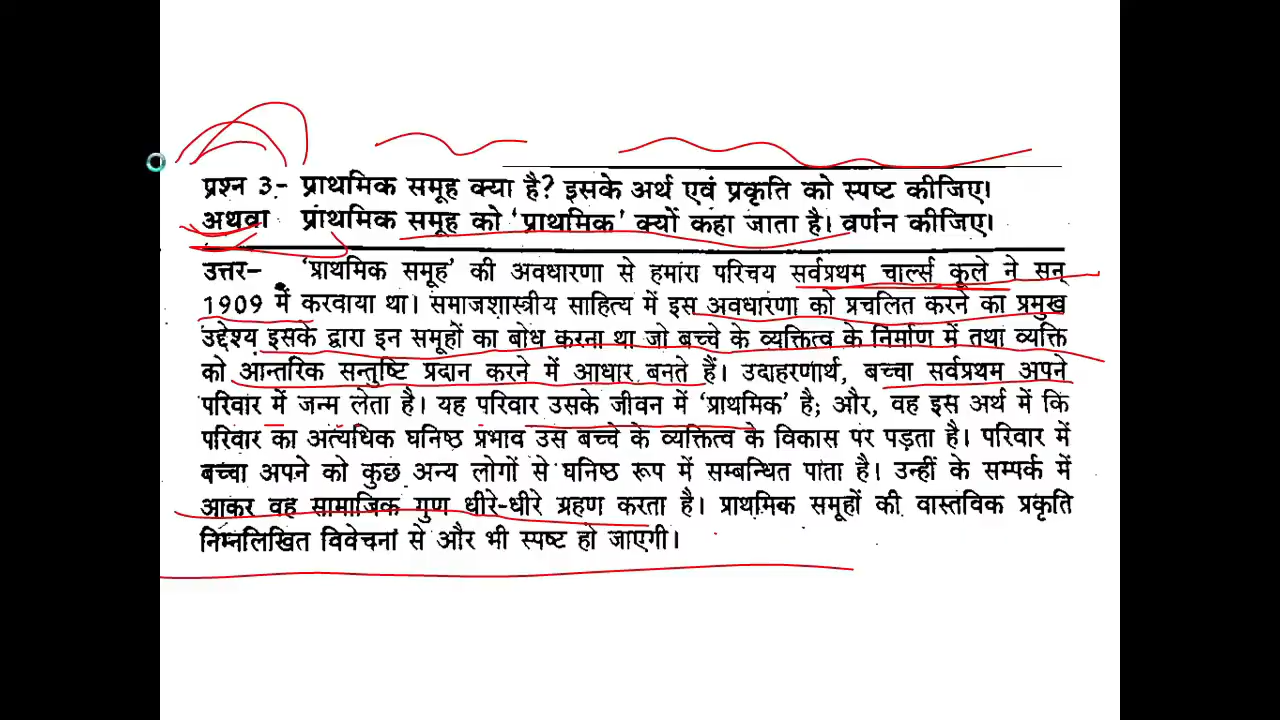 प्रश्न 3:- प्राथमिक समूह क्या है? इसके अर्थ एवं प्रकृति को स्पष्ट कीजिए।
अथवा प्राथमिक समूह को ‘प्राथमिक’ क्यों कहा जाता है। वर्णन कीजिए।
उत्तर– ‘प्राथमिक समूह’ की अवधारणा से हमारा परिचय सर्वप्रथम चार्ल्स कूले ने सन्
1909 में करवाया था। समाजशास्त्रीय साहित्य में इस अवधारणा को प्रचलित करने का प्रमुख
उद्देश्य इसके द्वारा इन समूहों का बोध करना था जो बच्चे के व्यक्तित्व के निर्माण में तथा व्यक्ति
को आन्तरिक सन्तुष्टि प्रदान करने में आधार बनते हैं। उदाहरणार्थ, बच्चा सर्वप्रथम अपने
परिवार में जन्म लेता है। यह परिवार उसके जीवन में ‘प्राथमिक’ है; और, वह इस अर्थ में कि
परिवार का अत्यधिक घनिष्ठ प्रभाव उस बच्चे के व्यक्तित्व के विकास पर पड़ता है। परिवार में
बच्चा अपने को कुछ अन्य लोगों से घनिष्ठ रूप में सम्बन्धित पाता है। उन्हीं के सम्पर्क में
आकर वह सामाजिक गुण धीरे-धीरे ग्रहण करता है। प्राथमिक समूहों की वास्तविक प्रकृति
निम्नलिखित विवेचना से और भी स्पष्ट हो जाएगी।